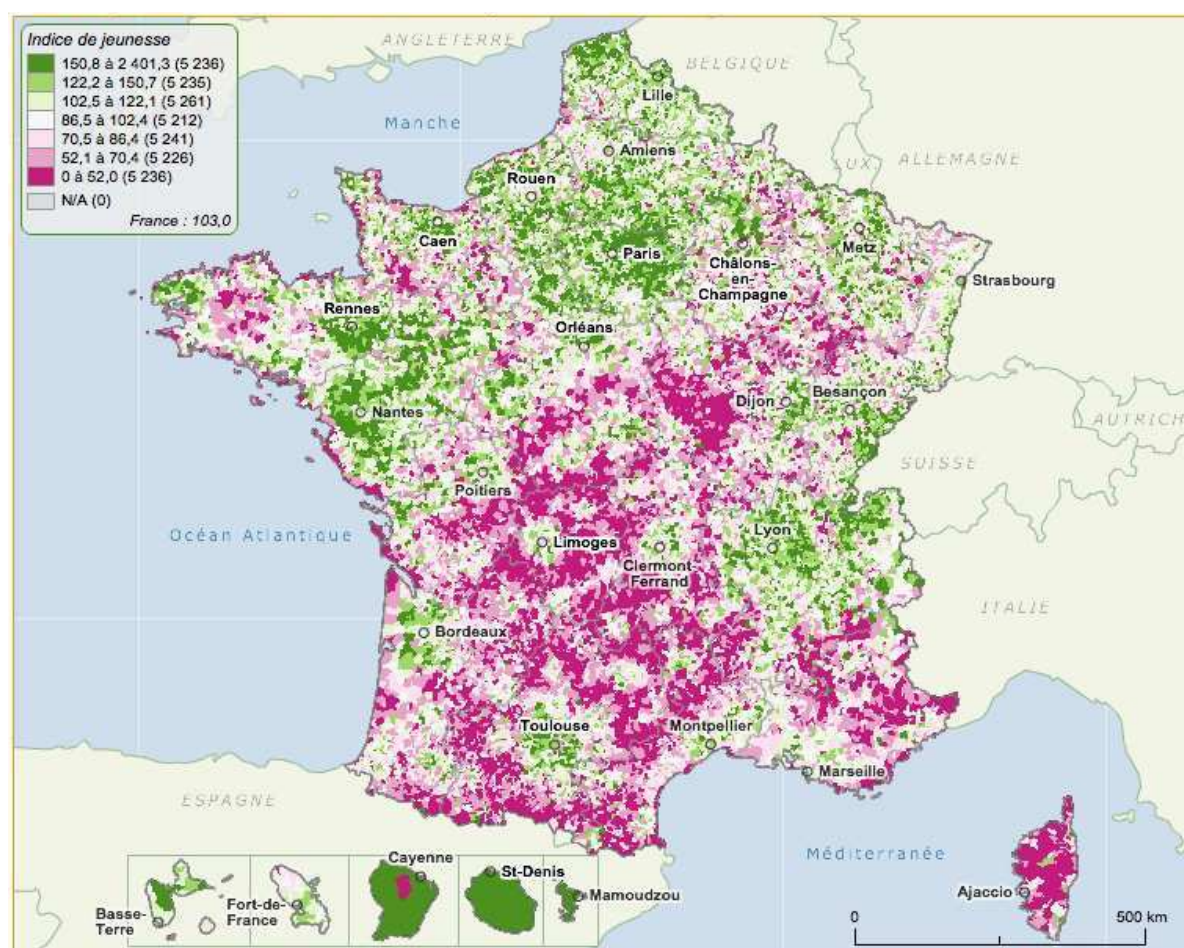 Indice de jeunesse
150,8 à 2 401,3 (5 236)
122,2 à 150,7 (5 235)
102,5 à 122,1 (5 261)
86,5 à 102,4 (5 212)
70,5 à 86,4 (5 241)
52,1 à 70,4 (5 226)
0 à 52,0 (5 236)
N/A (0)
France : 103,0
ANGLETERRE
BELGIQUE
Lille
Manche
Amiens
UX
ALLEMAGNE
Rouen
Caen
Paris
Châlons-
en-
Champagne
Metz
Strasbourg
Rennes
Orléans
Nantes
Dijon
Besançon
AUTRICH
SUISSE
Poitiers
Océan Atlantique
Limoges
Clermont-
Ferrand
Lyon
ITALIE
Bordeaux
Toulouse
Montpellier
Marseille
ESPAGNE
Méditerranée
Cayenne
St-Denis
Mamoudzou
Basse-
Terre
Fort-de-
France
Ajaccio
0
500 km